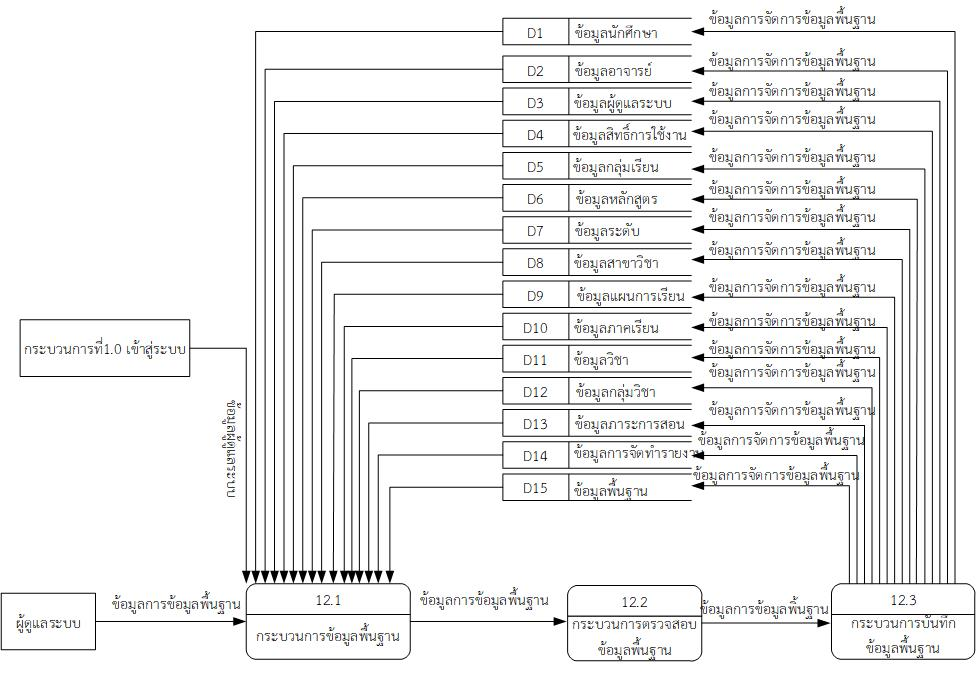 D1 ข้อมูลนักศึกษา ข้อมูลการจัดการข้อมูลพื้นฐาน
D2 ข้อมูลอาจารย์ ข้อมูลการจัดการข้อมูลพื้นฐาน
D3 ข้อมูลผู้ดูแลระบบ ข้อมูลการจัดการข้อมูลพื้นฐาน
D4 ข้อมูลสิทธิ์การใช้งาน ข้อมูลการจัดการข้อมูลพื้นฐาน
D5 ข้อมูลกลุ่มเรียน ข้อมูลการจัดการข้อมูลพื้นฐาน
D6 ข้อมูลหลักสูตร ข้อมูลการจัดการข้อมูลพื้นฐาน
D7 ข้อมูลระดับ ข้อมูลการจัดการข้อมูลพื้นฐาน
D8 ข้อมูลสาขาวิชา ข้อมูลการจัดการข้อมูลพื้นฐาน
D9 ข้อมูลแผนการเรียน ข้อมูลการจัดการข้อมูลพื้นฐาน
D10 ข้อมูลภาคเรียน ข้อมูลการจัดการข้อมูลพื้นฐาน
D11 ข้อมูลวิชา ข้อมูลการจัดการข้อมูลพื้นฐาน
D12 ข้อมูลกลุ่มวิชา ข้อมูลการจัดการข้อมูลพื้นฐาน
D13 ข้อมูลภาระการสอน ข้อมูลการจัดการข้อมูลพื้นฐาน
D14 ข้อมูลการจัดทำรายงาน ข้อมูลการจัดการข้อมูลพื้นฐาน
D15 ข้อมูลพื้นฐาน ข้อมูลการจัดการข้อมูลพื้นฐาน
กระบวนการที่1.0 เข้าสู่ระบบ
ข้อมูลผู้ดูแลระบบ
ผู้ดูแลระบบ
ข้อมูลการข้อมูลพื้นฐาน
12.1
กระบวนการข้อมูลพื้นฐาน
ข้อมูลการข้อมูลพื้นฐาน
12.2
กระบวนการตรวจสอบ
ข้อมูลพื้นฐาน
ข้อมูลการข้อมูลพื้นฐาน
12.3
กระบวนการบันทึก
ข้อมูลพื้นฐาน